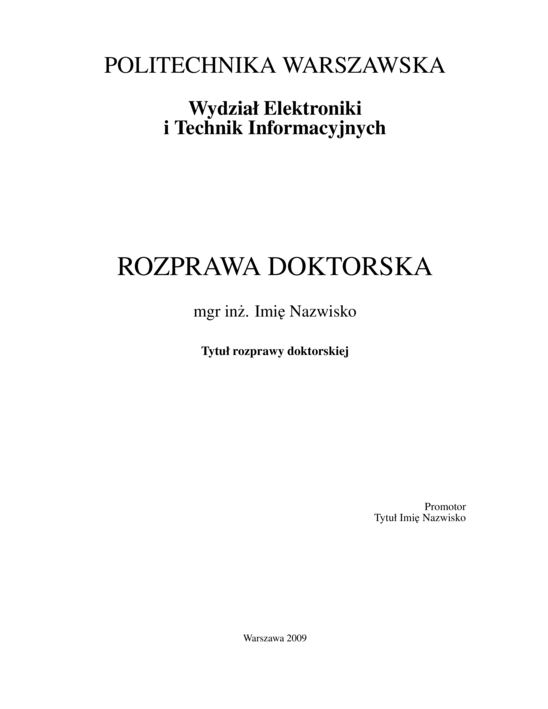 POLITECHNIKA WARSZAWSKA
Wydział Elektroniki
i Technik Informacyjnych
ROZPRAWA DOKTORSKA
mgr inż. Imię Nazwisko
Tytuł rozprawy doktorskiej
Promotor
Tytuł Imię Nazwisko
Warszawa 2009